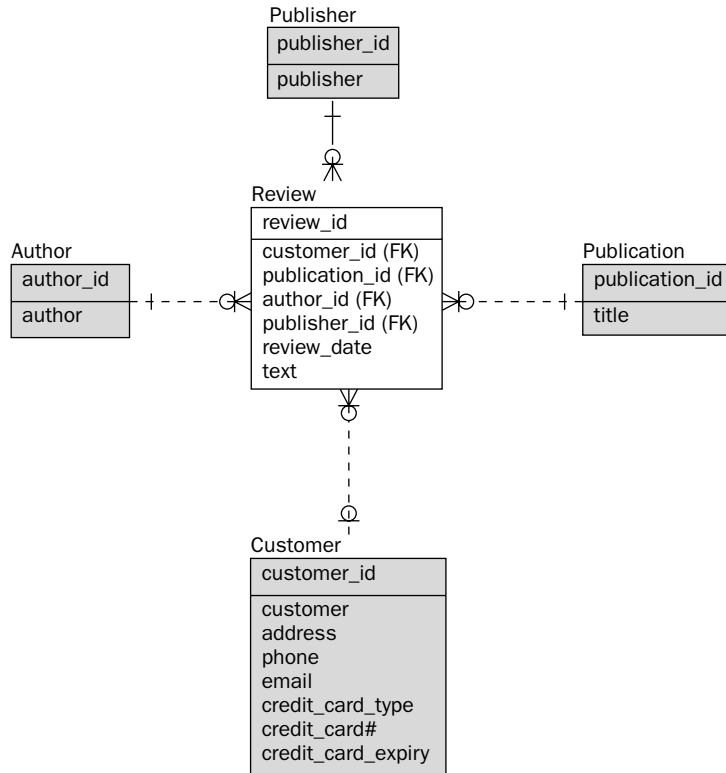 Publisher
publisher_id
publisher
Review
review_id
customer_id (FK)
publication_id (FK)
author_id (FK)
publisher_id (FK)
review_date
text
Author
author_id
author
Publication
publication_id
title
Customer
customer_id
customer
address
phone
email
credit_card_type
credit_card#
credit_card_expiry